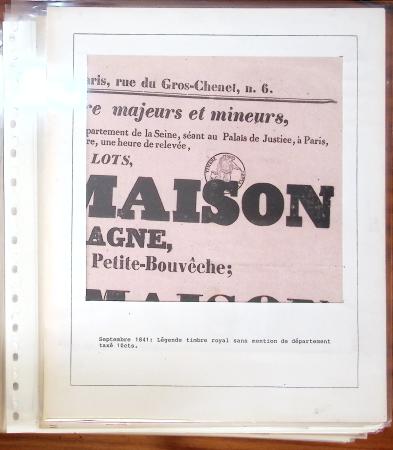 aris, rue du Gros-Chenet, n. 6.
re majeurs et mineurs,
partement de la Seine, séant au Palais de Justice, à Paris,
re, une heure de relevée,
LOTS,
MAISON
AGNE,
Petite-Bouvêche;
MAISON
Septembre 1841: Légende timbre royal sans mention de département
taxé 10cts.